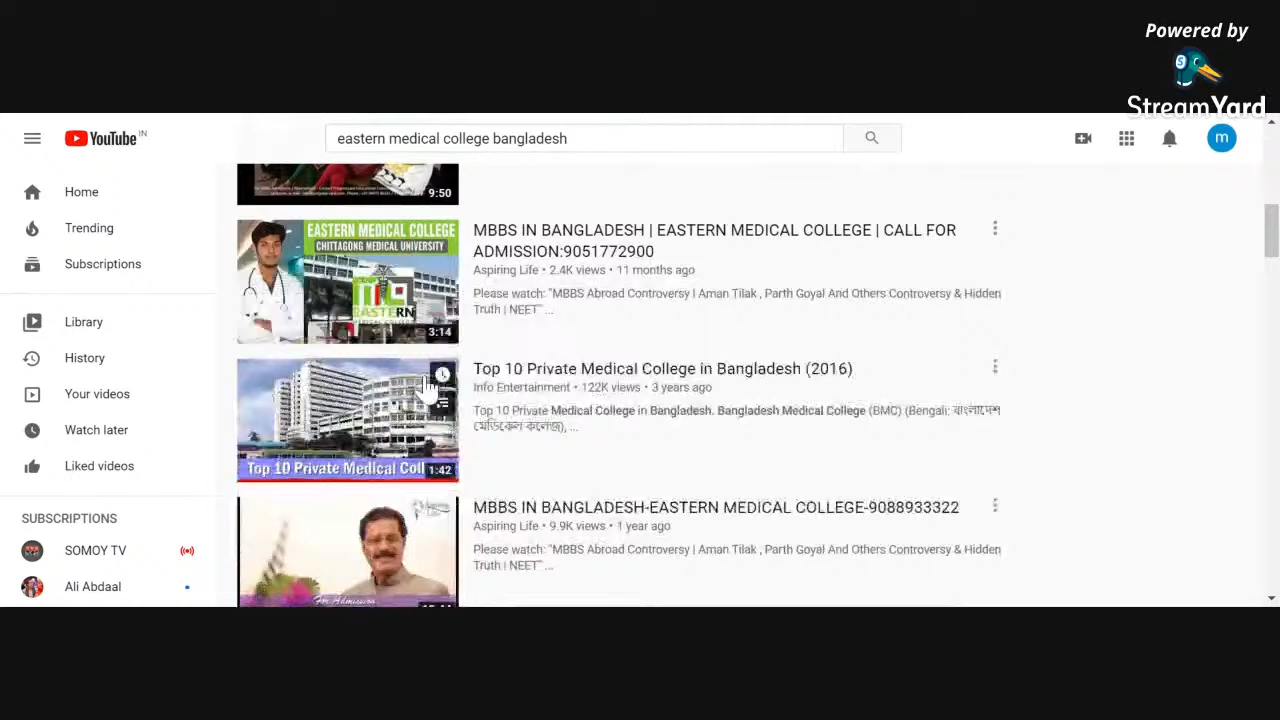 Powered by
StreamYard
YouTube IN
eastern medical college bangladesh
m
Home
Trending
Subscriptions
Library
History
Your videos
Watch later
Liked videos
SUBSCRIPTIONS
SOMOY TV
Ali Abdaal
9:50
EASTERN MEDICAL COLLEGE
CHITTAGONG MEDICAL UNIVERSITY
3:14
MBBS IN BANGLADESH | EASTERN MEDICAL COLLEGE | CALL FOR
ADMISSION:9051772900
Aspiring Life • 2.4K views • 11 months ago
Please watch: "MBBS Abroad Controversy | Aman Tilak , Parth Goyal And Others Controversy & Hidden
Truth | NEET" ...
Top 10 Private Medical Coll
1:42
Top 10 Private Medical College in Bangladesh (2016)
Info Entertainment • 122K views • 3 years ago
Top 10 Private Medical College in Bangladesh. Bangladesh Medical College (BMC) (Bengali: বাংলাদেশ
মেডিকেল কলেজ), ...
For Admission
MBBS IN BANGLADESH-EASTERN MEDICAL COLLEGE-9088933322
Aspiring Life • 9.9K views • 1 year ago
Please watch: "MBBS Abroad Controversy | Aman Tilak , Parth Goyal And Others Controversy & Hidden
Truth | NEET" ...